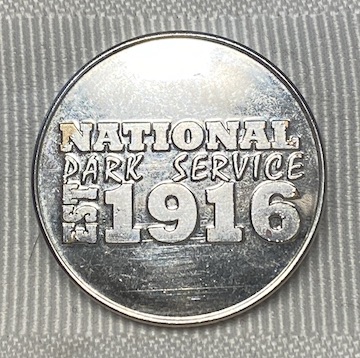 NATIONAL
PARK SERVICE
EST 1916